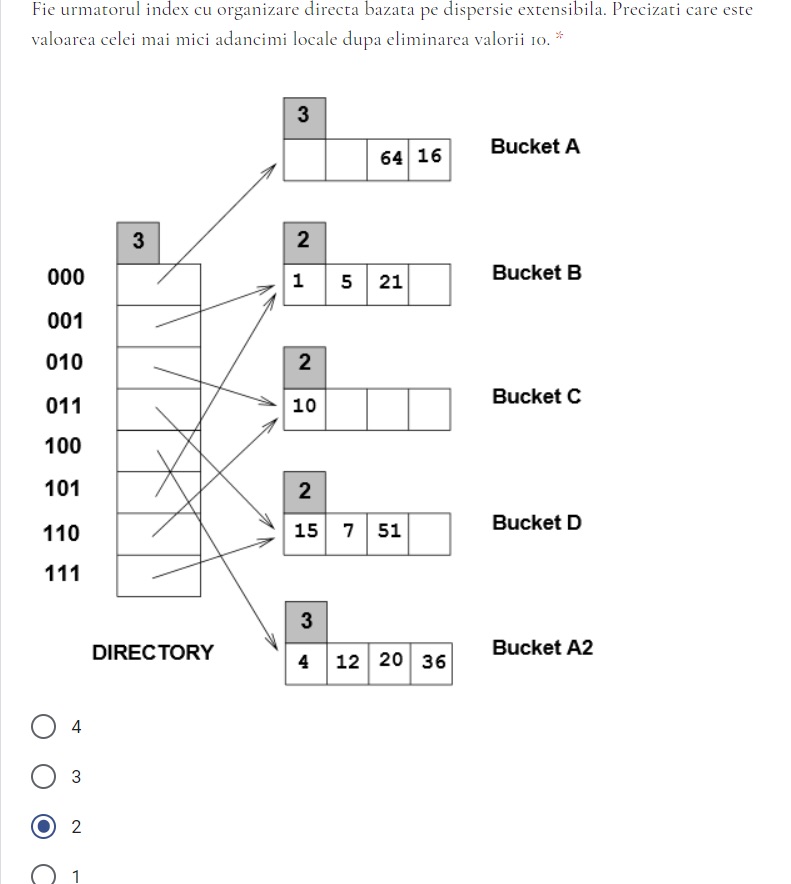 Fie urmatorul index cu organizare directa bazata pe dispersie extensibila. Precizati care este
valoarea celei mai mici adancimi locale dupa eliminarea valorii 10. *
3
64 16
Bucket A
3
2
000
1 5 21
Bucket B
001
010
2
011
10
Bucket C
100
101
2
110
15 7 51
Bucket D
111
3
DIRECTORY
4 12 20 36
Bucket A2
4
3
2
1